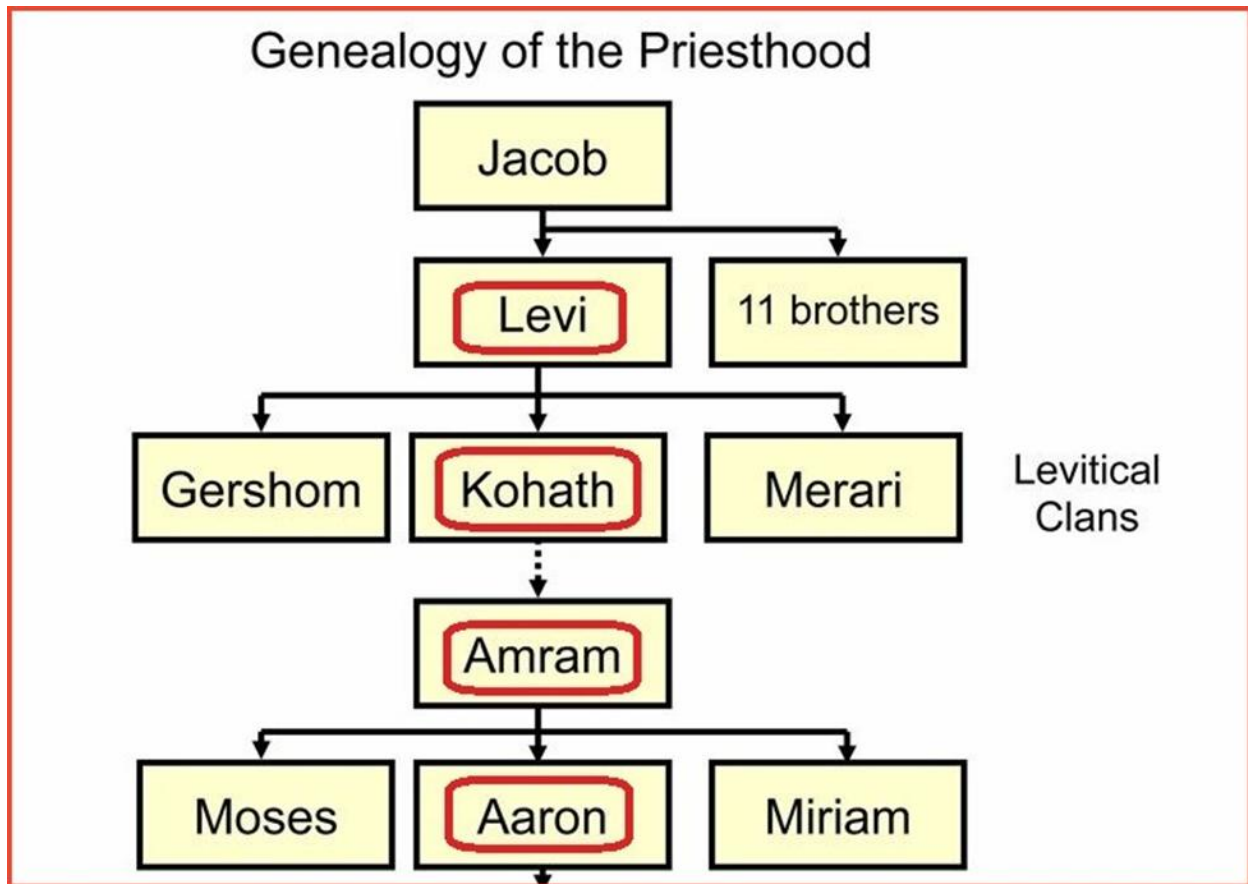 Genealogy of the Priesthood
Jacob
Levi
11 brothers
Gershom
Kohath
Merari
Levitical
Clans
Amram
Moses
Aaron
Miriam